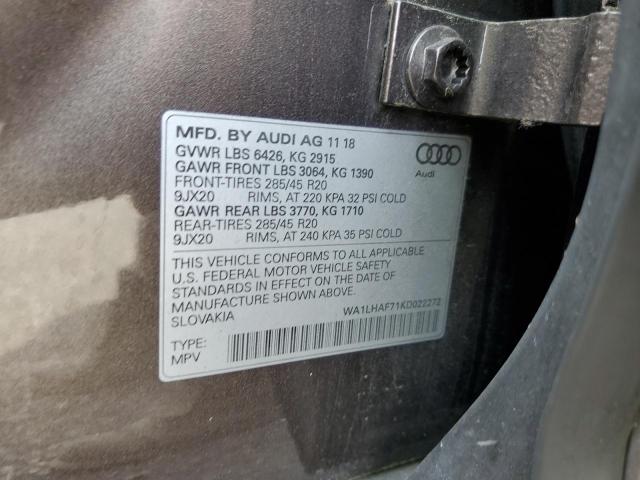 MFD. BY AUDI AG 11 18
GVWR LBS 6426, KG 2915
GAWR FRONT LBS 3064, KG 1390
FRONT-TIRES 285/45 R20
9JX20 RIMS, AT 220 KPA 32 PSI COLD
GAWR REAR LBS 3770, KG 1710
REAR-TIRES 285/45 R20
9JX20 RIMS, AT 240 KPA 35 PSI COLD
Audi
THIS VEHICLE CONFORMS TO ALL APPLICABLE
U.S. FEDERAL MOTOR VEHICLE SAFETY
STANDARDS IN EFFECT ON THE DATE OF
MANUFACTURE SHOWN ABOVE.
SLOVAKIA
WA1LHAF71KD022272
TYPE:
MPV